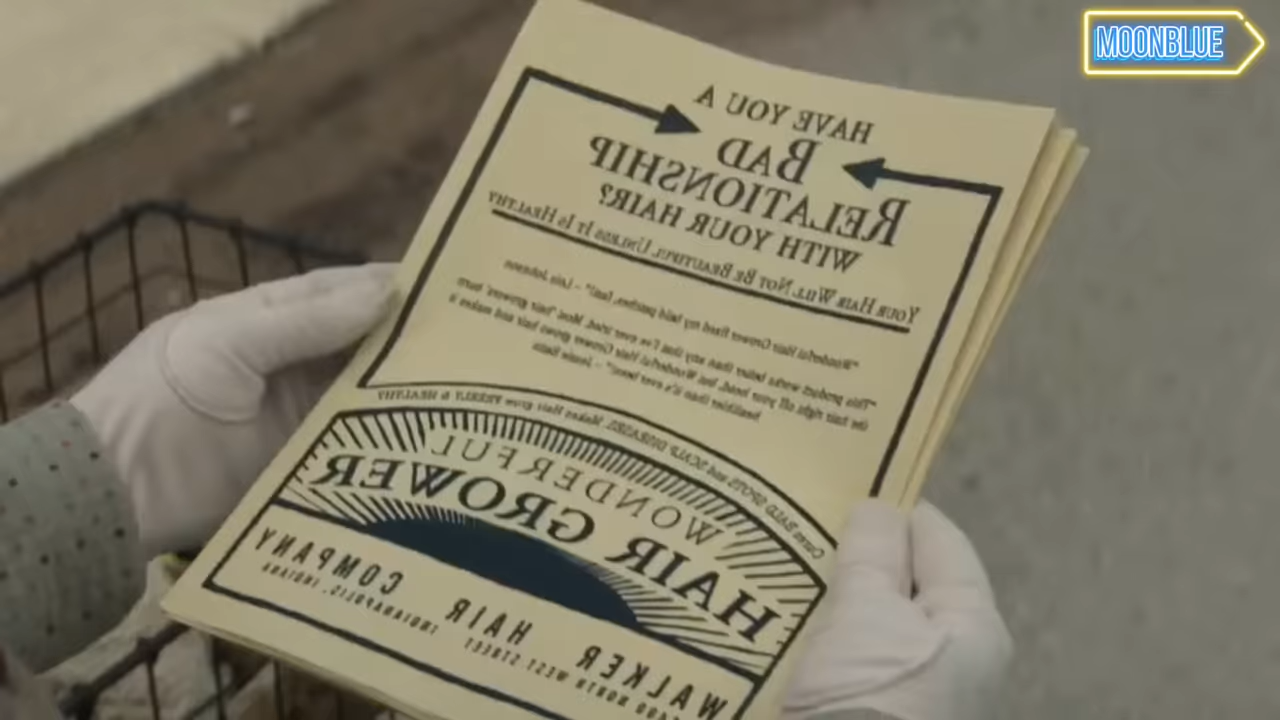 MOONBLUE
HAVE YOU A
BAD
RELATIONSHIP
WITH YOUR HAIR?
YOUR HAIR WILL NOT BE BEAUTIFUL UNLESS IT IS HEALTHY
"Wonderful Hair Grower fixed my bald patches, fast!" - Lois Johnson
"This product works better than any that I've ever tried. Most 'hair growers' burn
the hair right off your head, but Wonderful Hair Grower grows hair and makes it
healthier than it's ever been!" - Jessie Batts
Cures BALD SPOTS and SCALP DISEASES, Makes Hair grow FREELY & HEALTHY
WONDERFUL
HAIR GROWER
WALKER HAIR COMPANY
NORTH WEST STREET INDIANAPOLIS, INDIANA